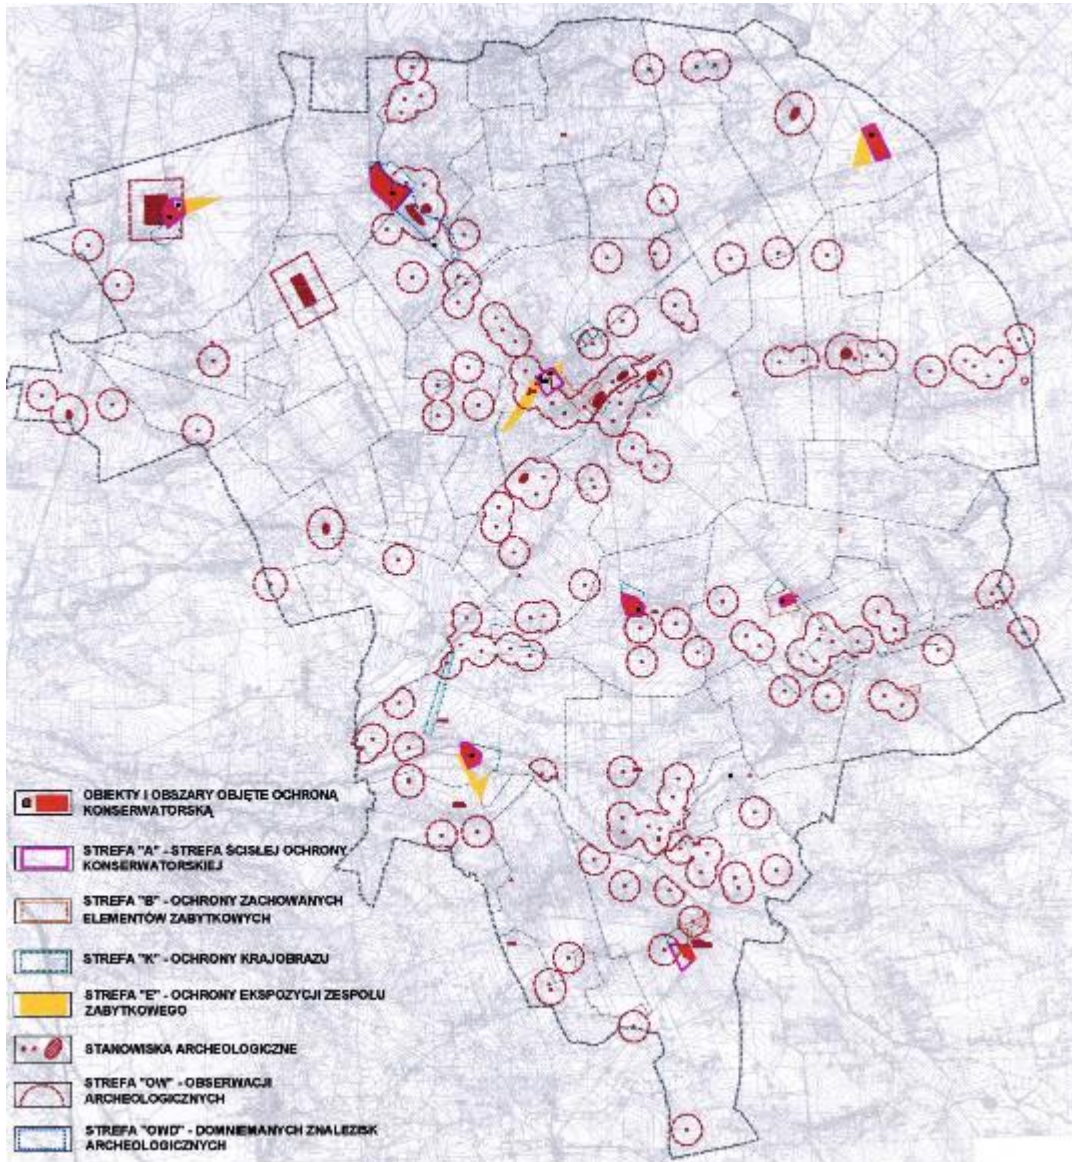 OBIEKTY I OBSZARY OBJĘTE OCHRONĄ
KONSERWATORSKĄ
STREFA "A" - STREFA ŚCISŁEJ OCHRONY
KONSERWATORSKIEJ
STREFA "B" - OCHRONY ZACHOWANYCH
ELEMENTÓW ZABYTKOWYCH
STREFA "K" - OCHRONY KRAJOBRAZU
STREFA "E" - OCHRONY EKSPOZYCJI ZESPOŁU
ZABYTKOWEGO
STANOWISKA ARCHEOLOGICZNE
STREFA "OW" - OBSERWACJI
ARCHEOLOGICZNYCH
STREFA "OWD" - DOMNIEMANYCH ZNALEZISK
ARCHEOLOGICZNYCH